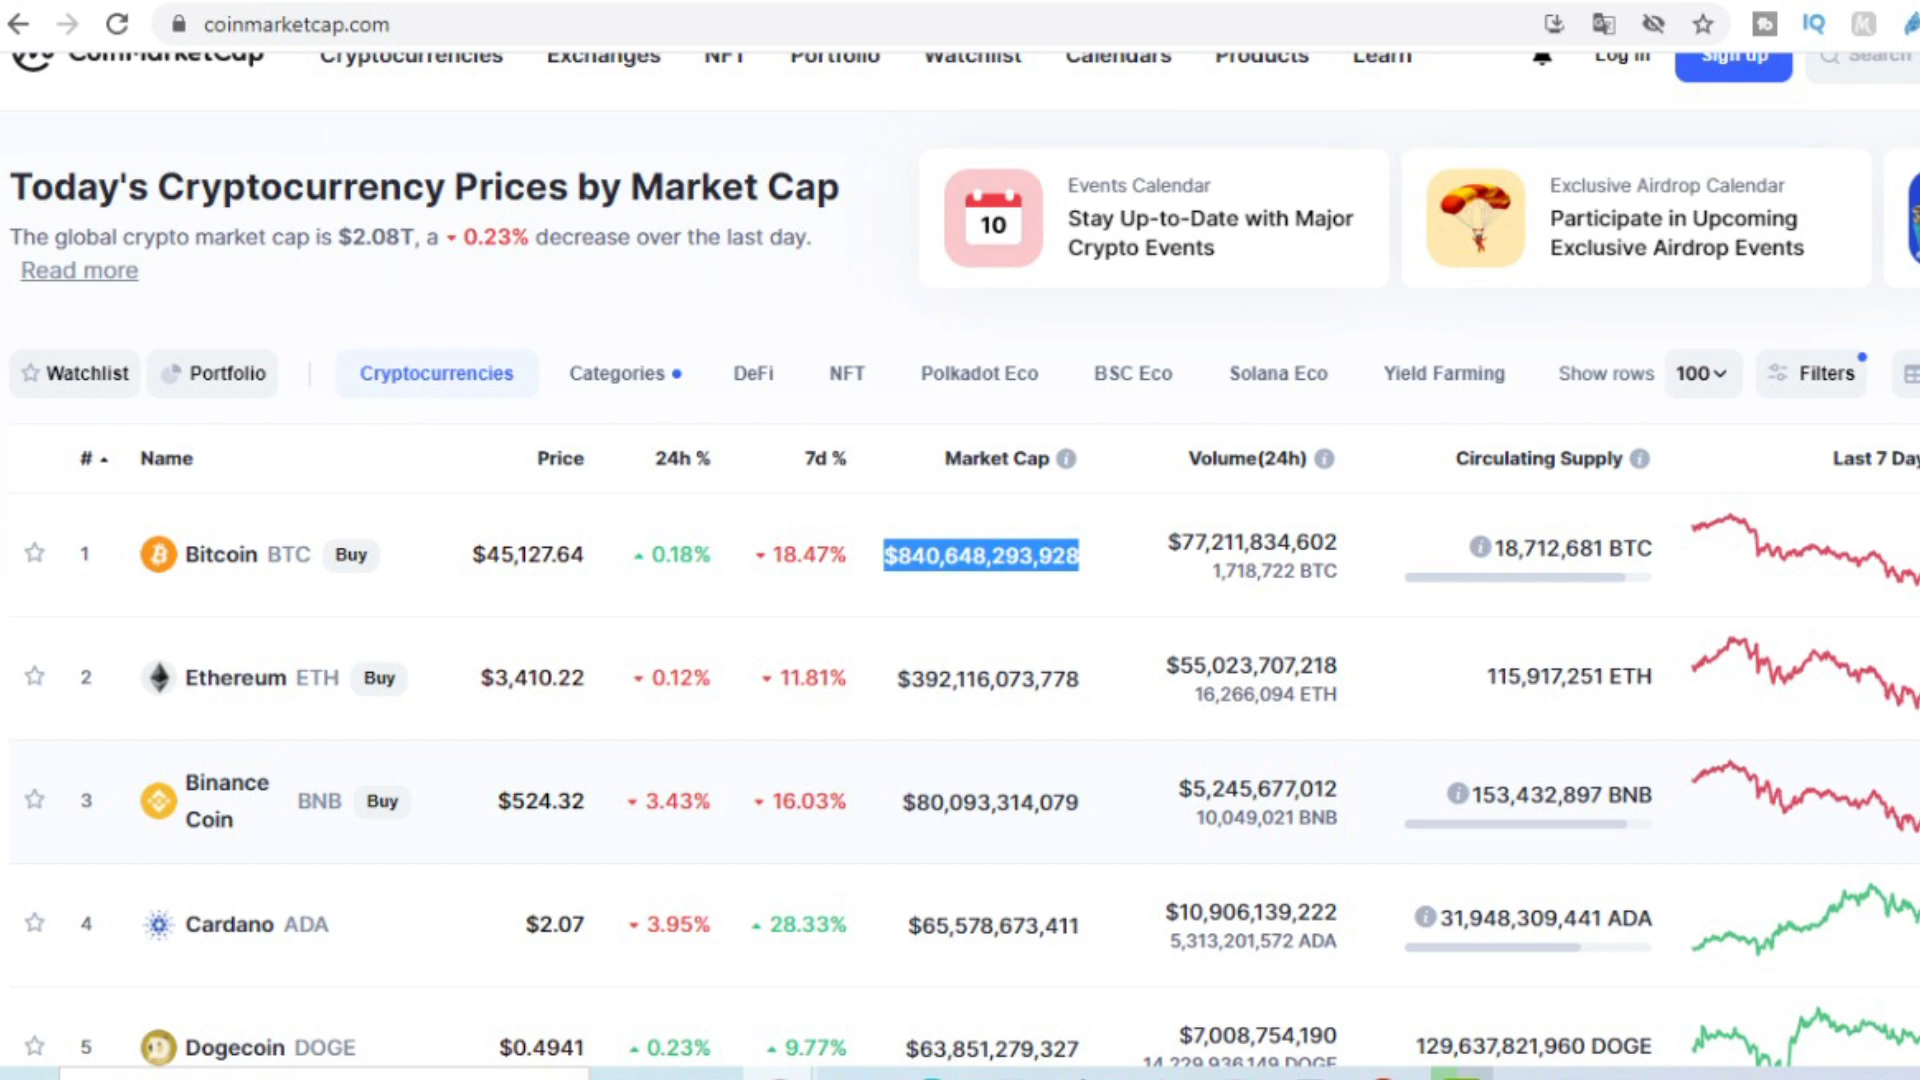 coinmarketcap.com
IQ
M
CoinMarketCap Cryptocurrencies Exchanges NFT Portfolio Watchlist Calendars Products Learn Log In Sign up Search
Today's Cryptocurrency Prices by Market Cap
The global crypto market cap is $2.08T, a 0.23% decrease over the last day.
Read more
10
Events Calendar
Stay Up-to-Date with Major
Crypto Events
Exclusive Airdrop Calendar
Participate in Upcoming
Exclusive Airdrop Events
Watchlist Portfolio Cryptocurrencies Categories DeFi NFT Polkadot Eco BSC Eco Solana Eco Yield Farming Show rows 100 Filters
# Name Price 24h % 7d % Market Cap Volume(24h) Circulating Supply Last 7 Day
1 Bitcoin BTC Buy $45,127.64 0.18% 18.47% $840,648,293,928 $77,211,834,602 18,712,681 BTC
1,718,722 BTC
2 Ethereum ETH Buy $3,410.22 0.12% 11.81% $392,116,073,778 $55,023,707,218 115,917,251 ETH
16,266,094 ETH
3 Binance Coin BNB Buy $524.32 3.43% 16.03% $80,093,314,079 $5,245,677,012 153,432,897 BNB
10,049,021 BNB
4 Cardano ADA $2.07 3.95% 28.33% $65,578,673,411 $10,906,139,222 31,948,309,441 ADA
5,313,201,572 ADA
5 Dogecoin DOGE $0.4941 0.23% 9.77% $63,851,279,327 $7,008,754,190 129,637,821,960 DOGE
14,229,936,149 DOGE